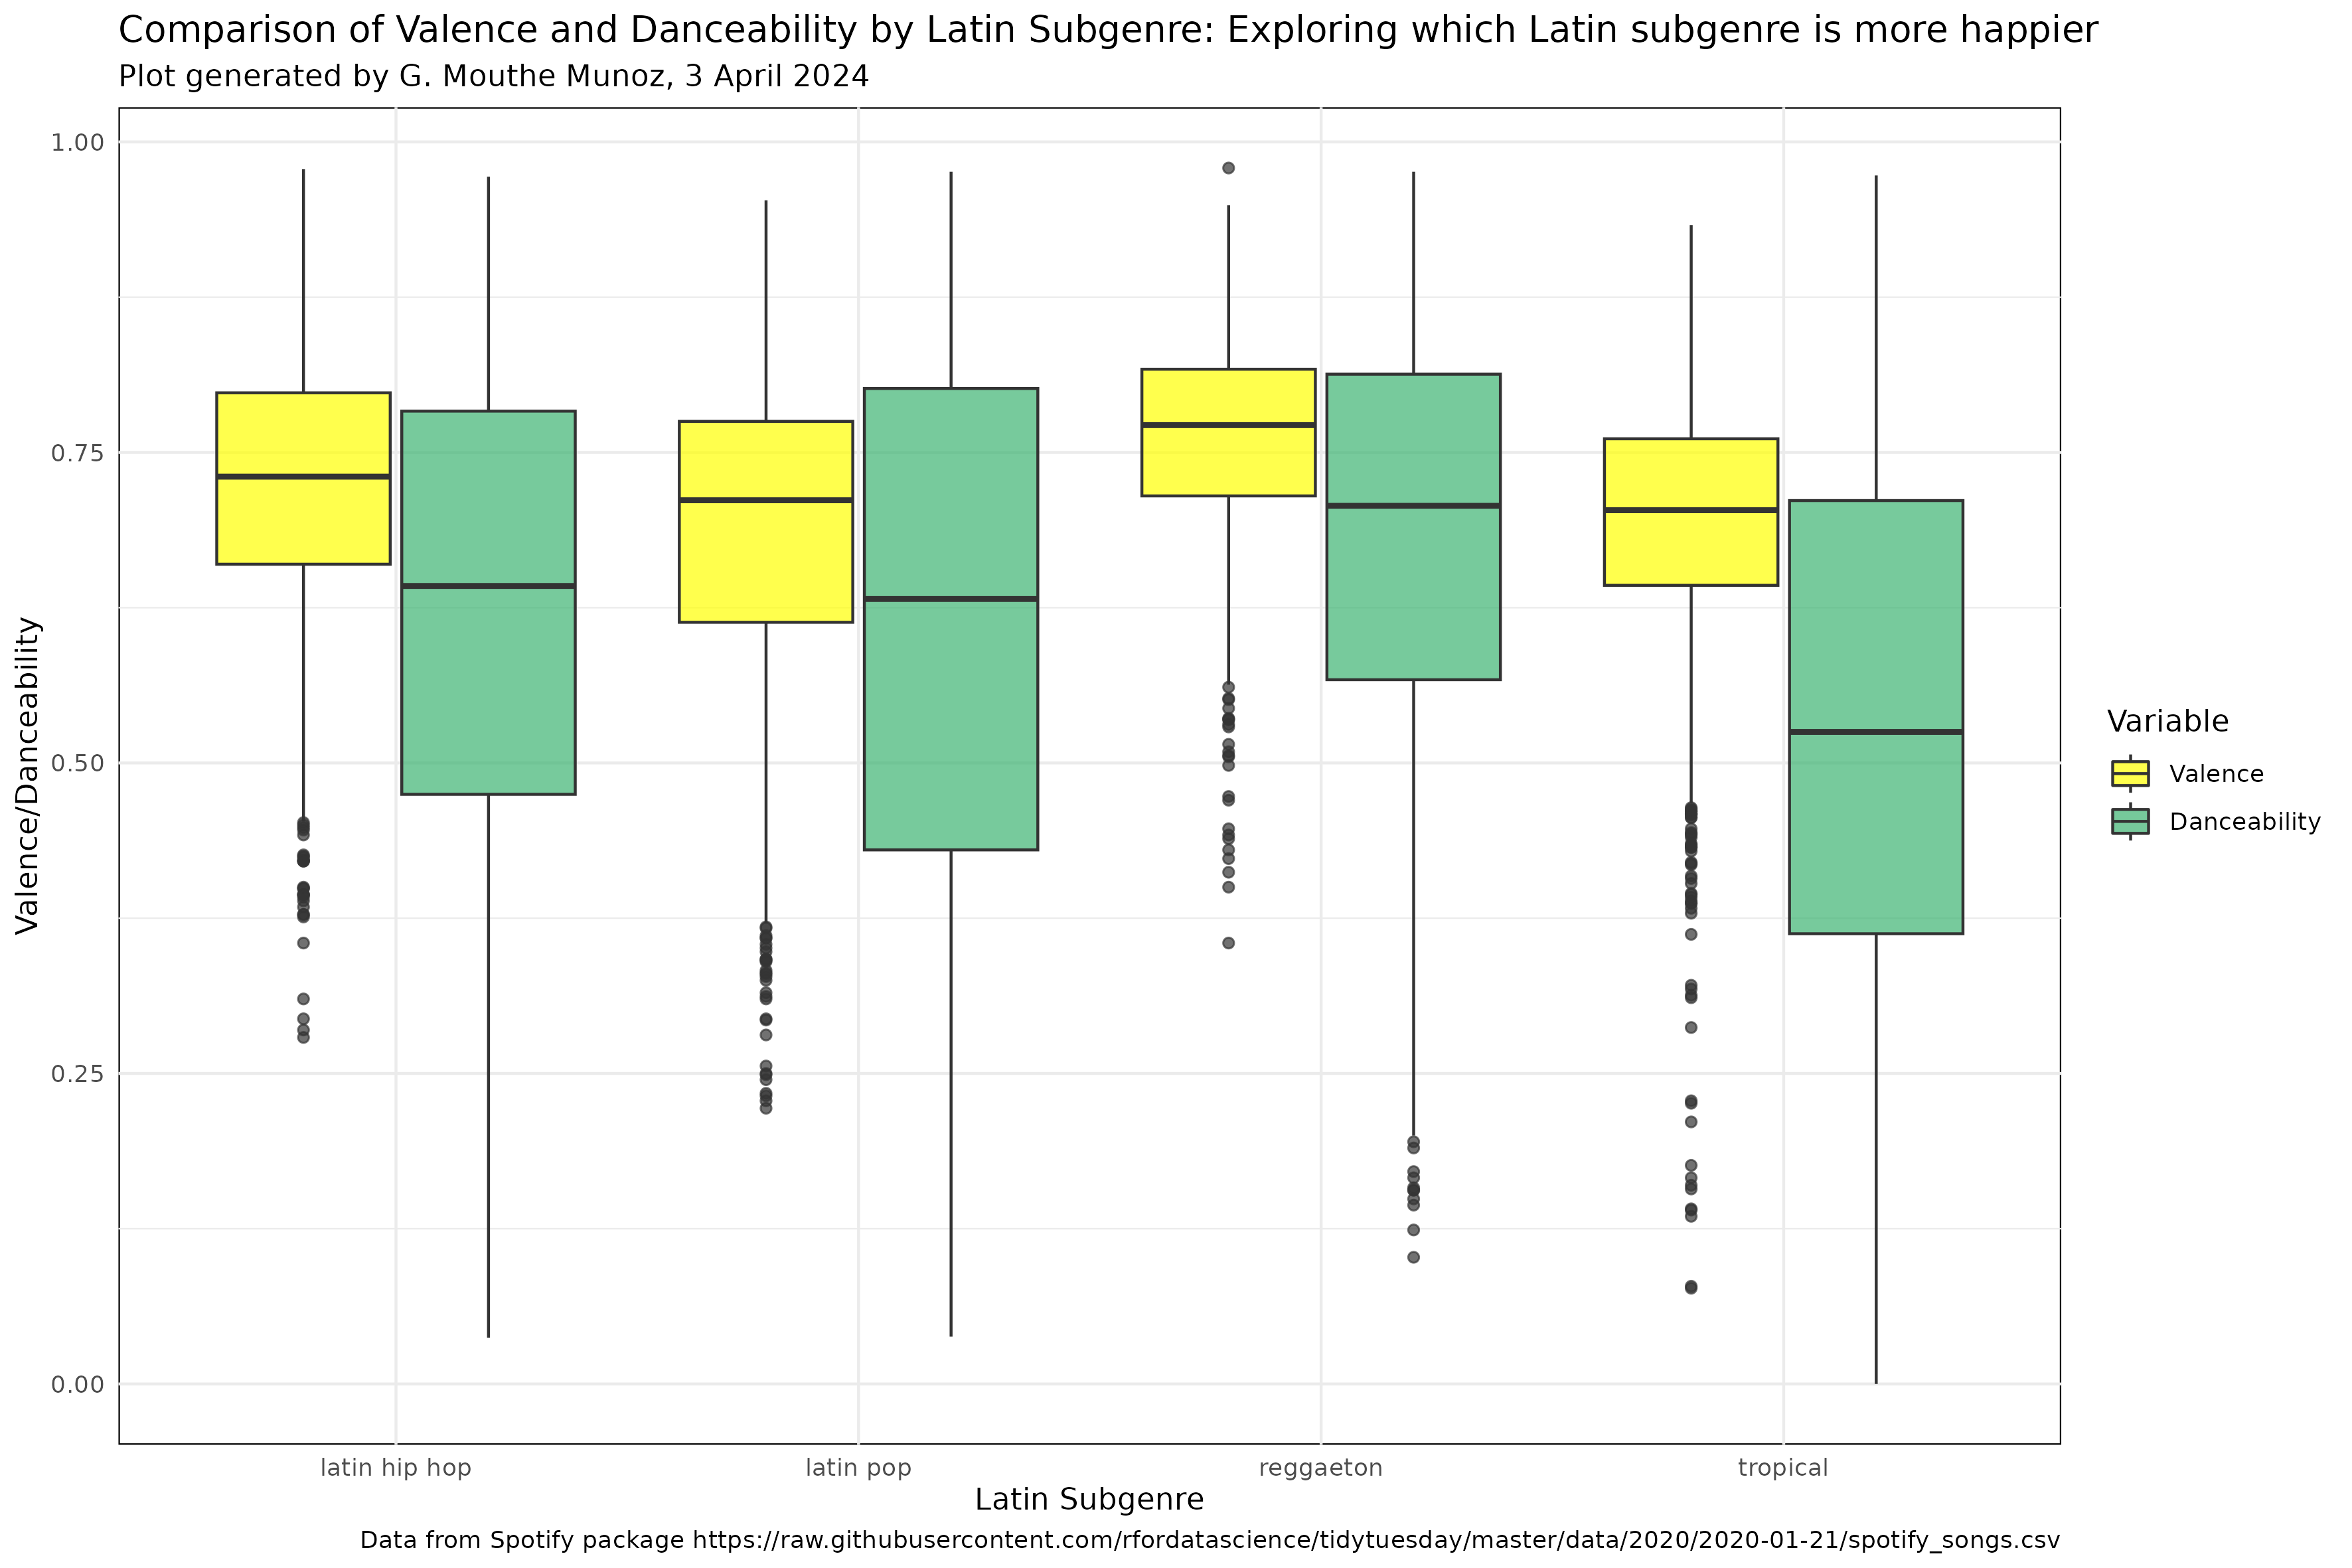 Comparison of Valence and Danceability by Latin Subgenre: Exploring which Latin subgenre is more happier
Plot generated by G. Mouthe Munoz, 3 April 2024
Valence/Danceability
1.00
0.75
0.50
0.25
0.00
Variable
Valence
Danceability
latin hip hop
latin pop
reggaeton
tropical
Latin Subgenre
Data from Spotify package https://raw.githubusercontent.com/rfordatascience/tidytuesday/master/data/2020/2020-01-21/spotify_songs.csv